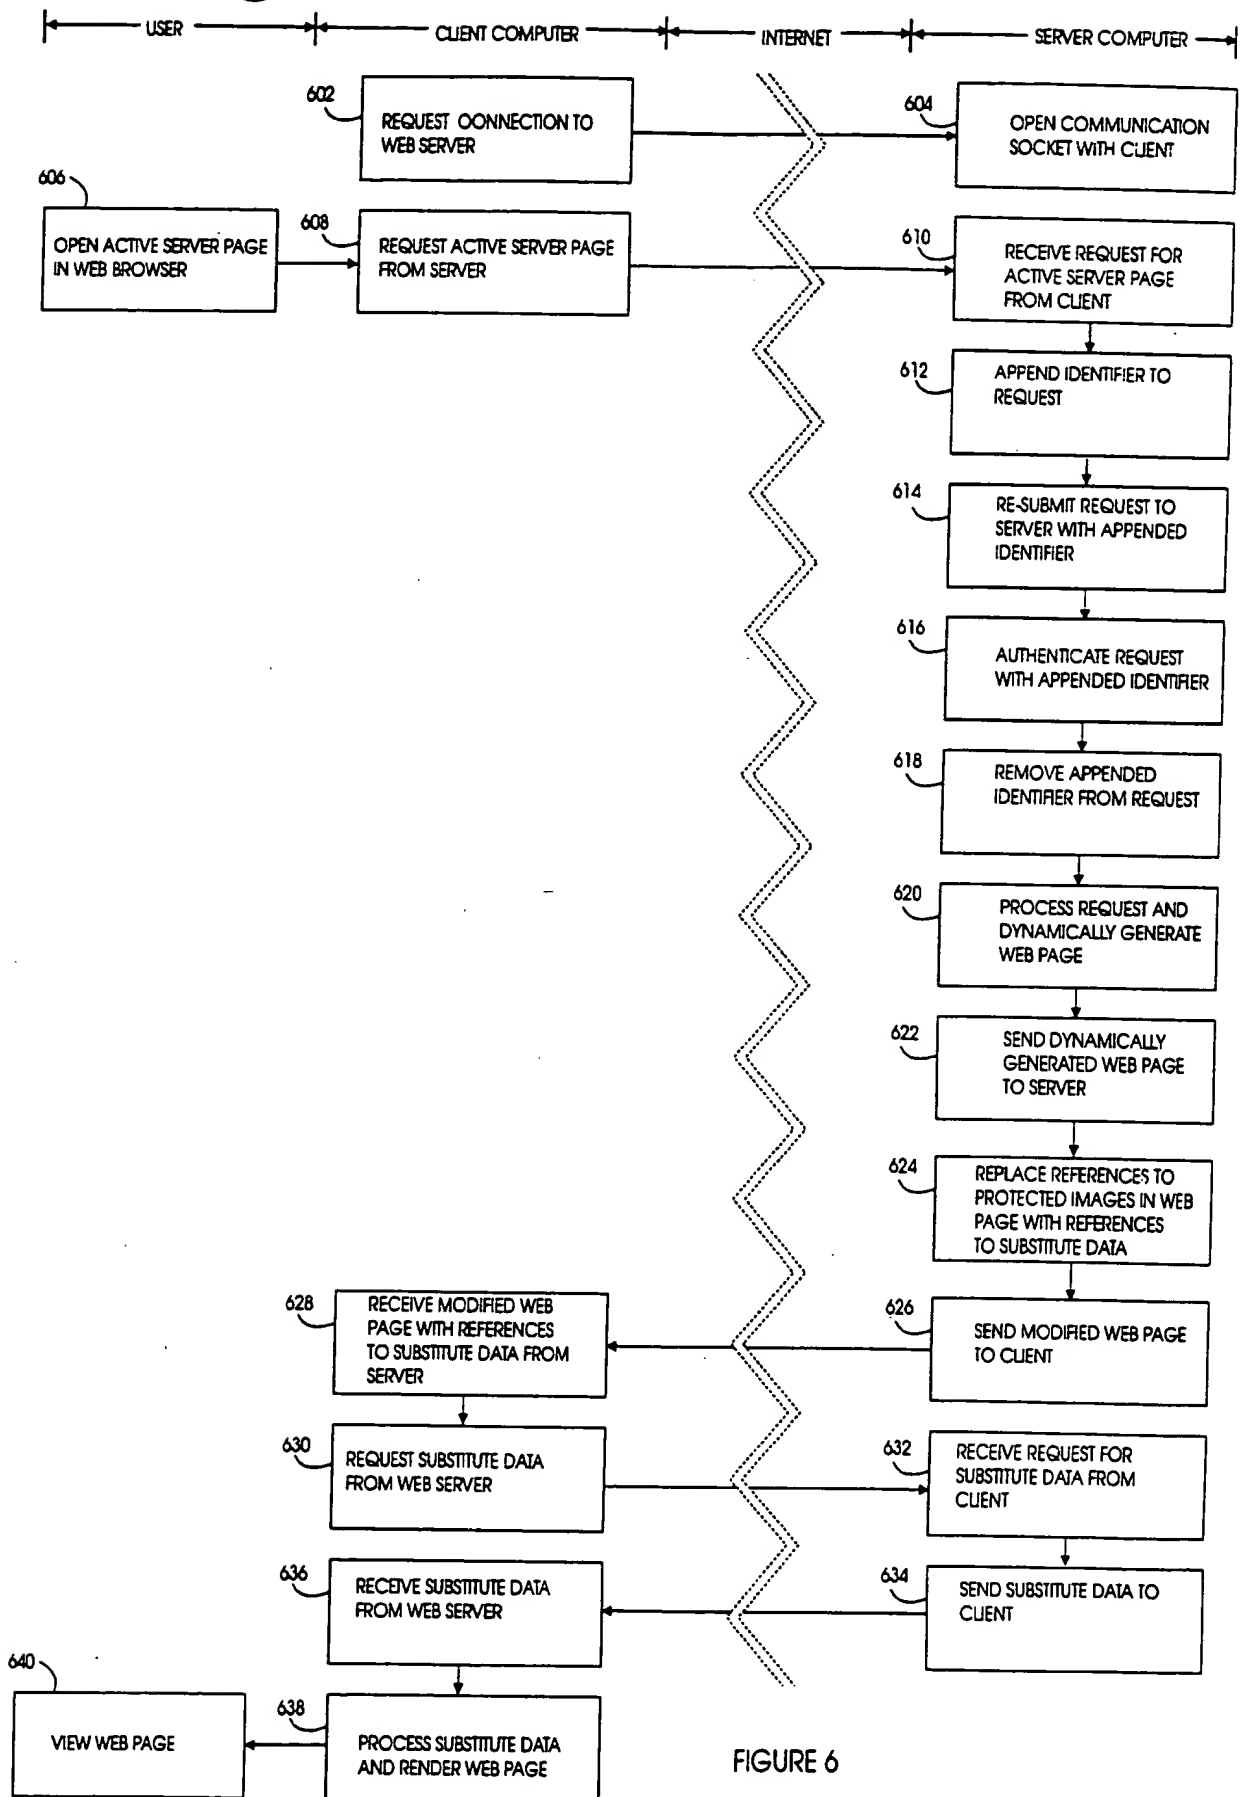 USER
CLIENT COMPUTER
INTERNET
SERVER COMPUTER
602
REQUEST OONNECTION TO
WEB SERVER
604
OPEN COMMUNICATION
SOCKET WITH CLIENT
606
OPEN ACTIVE SERVER PAGE
IN WEB BROWSER
608
REQUEST ACTIVE SERVER PAGE
FROM SERVER
610
RECEIVE REQUEST FOR
ACTIVE SERVER PAGE
FROM CLIENT
612
APPEND IDENTIFIER TO
REQUEST
614
RE-SUBMIT REQUEST TO
SERVER WITH APPENDED
IDENTIFIER
616
AUTHENTICATE REQUEST
WITH APPENDED IDENTIFIER
618
REMOVE APPENDED
IDENTIFIER FROM REQUEST
620
PROCESS REQUEST AND
DYNAMICALLY GENERATE
WEB PAGE
622
SEND DYNAMICALLY
GENERATED WEB PAGE
TO SERVER
624
REPLACE REFERENCES TO
PROTECTED IMAGES IN WEB
PAGE WITH REFERENCES
TO SUBSTITUTE DATA
626
SEND MODIFIED WEB PAGE
TO CLIENT
628
RECEIVE MODIFIED WEB
PAGE WITH REFERENCES
TO SUBSTITUTE DATA FROM
SERVER
630
REQUEST SUBSTITUTE DATA
FROM WEB SERVER
632
RECEIVE REQUEST FOR
SUBSTITUTE DATA FROM
CLIENT
634
SEND SUBSTITUTE DATA TO
CLIENT
636
RECEIVE SUBSTITUTE DATA
FROM WEB SERVER
638
PROCESS SUBSTITUTE DATA
AND RENDER WEB PAGE
640
VIEW WEB PAGE
FIGURE 6